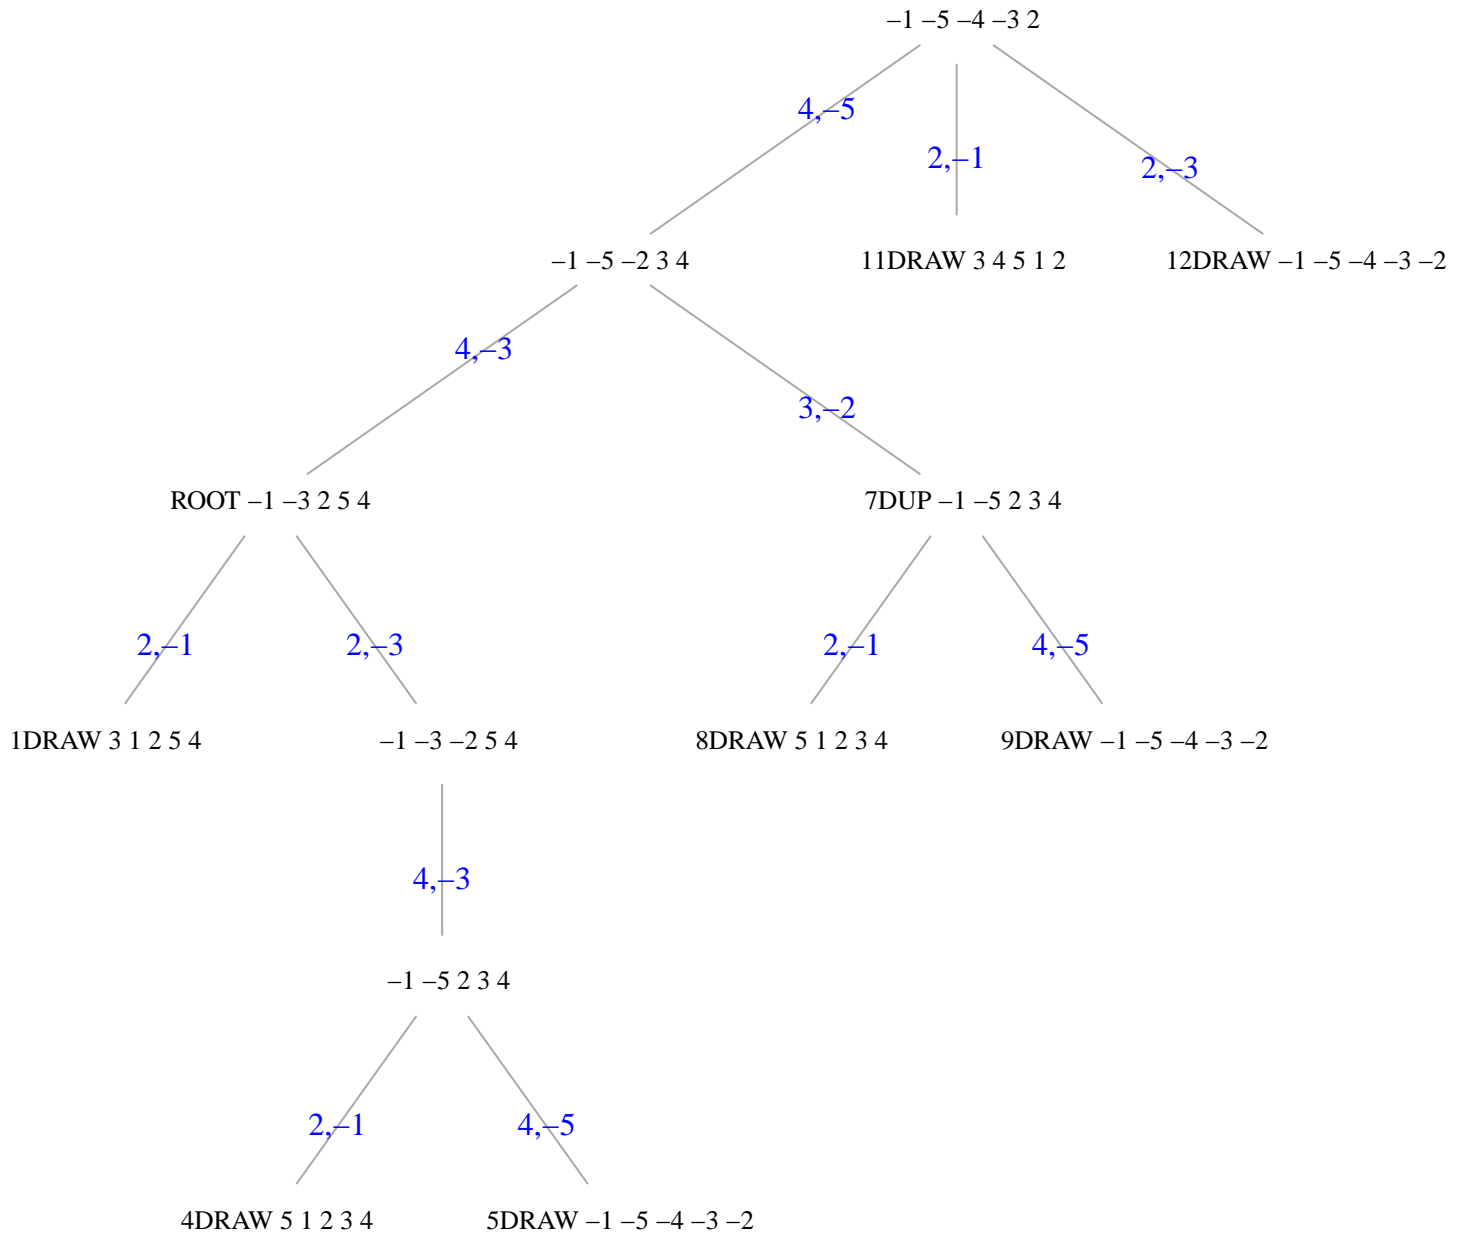 –1 –5 –4 –3 2
4,–5
2,–1
2,–3
–1 –5 –2 3 4
11DRAW 3 4 5 1 2
12DRAW –1 –5 –4 –3 –2
4,–3
3,–2
ROOT –1 –3 2 5 4
7DUP –1 –5 2 3 4
2,–1
2,–3
2,–1
4,–5
1DRAW 3 1 2 5 4
–1 –3 –2 5 4
8DRAW 5 1 2 3 4
9DRAW –1 –5 –4 –3 –2
4,–3
–1 –5 2 3 4
2,–1
4,–5
4DRAW 5 1 2 3 4
5DRAW –1 –5 –4 –3 –2